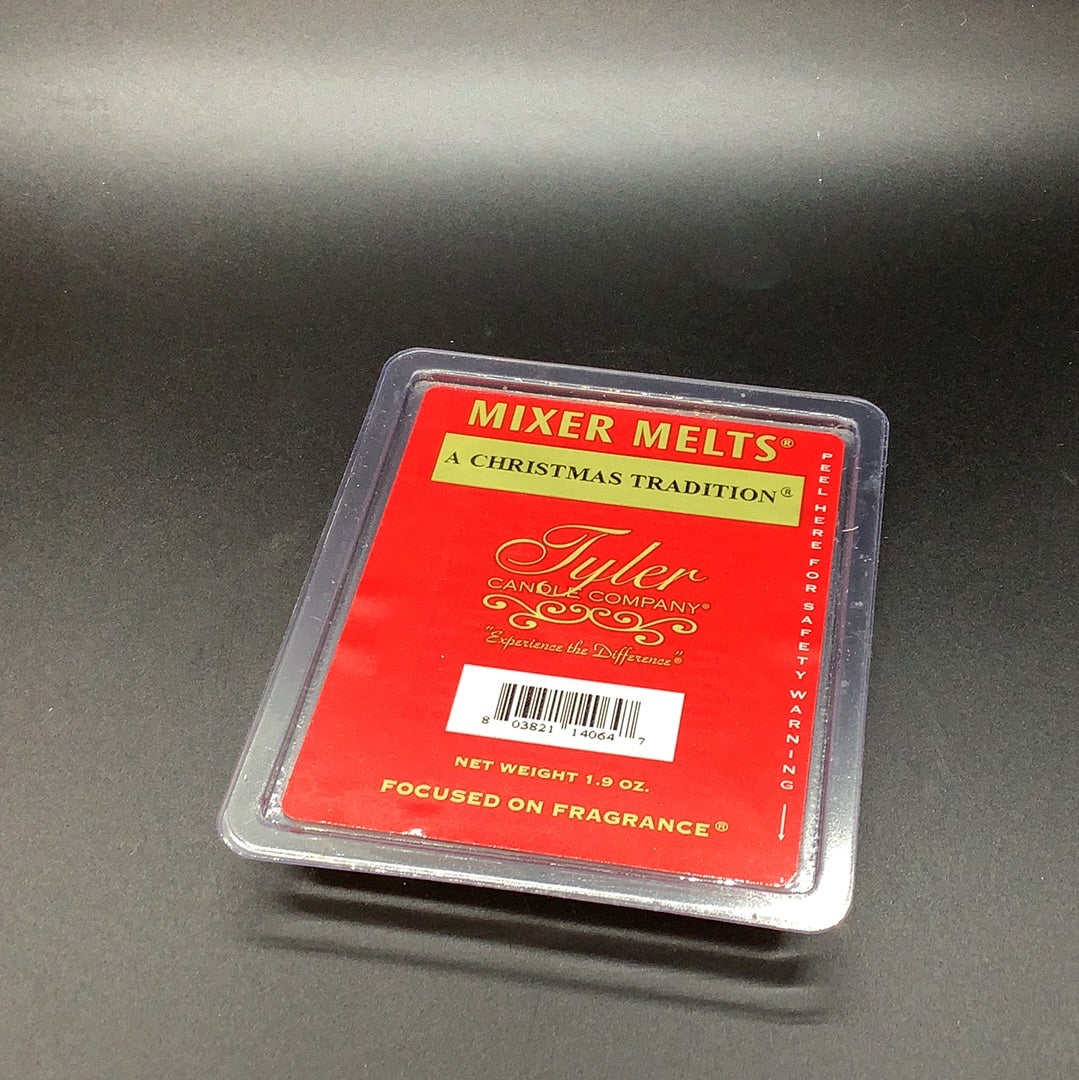 MIXER MELTS®
A CHRISTMAS TRADITION®
Tyler
CANDLE COMPANY®
"Experience the Difference"®
8 03821 14064 7
NET WEIGHT 1.9 OZ.
FOCUSED ON FRAGRANCE®
PEEL HERE FOR SAFETY WARNING